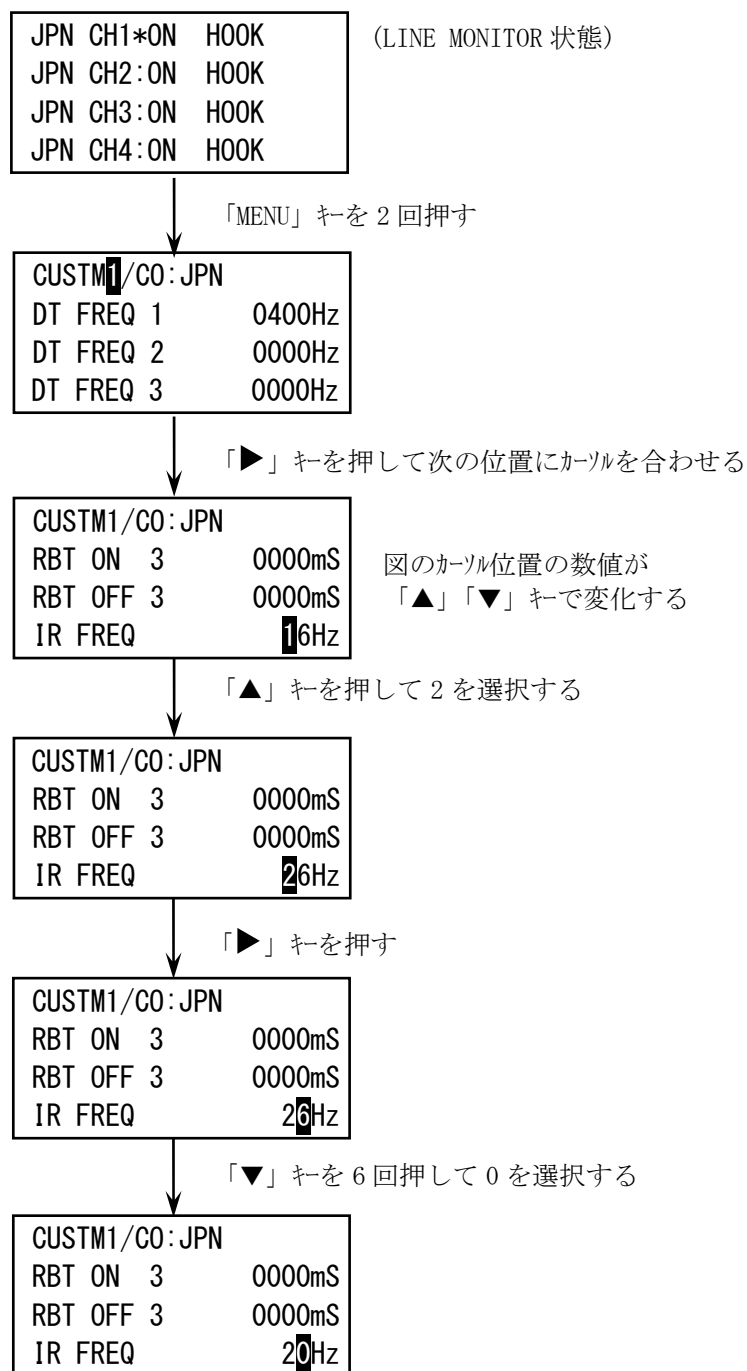 JPN CH1*ON HOOK
(LINE MONITOR 状態)
JPN CH2:ON HOOK
JPN CH3:ON HOOK
JPN CH4:ON HOOK
「MENU」ｷｰを 2 回押す
CUSTM1/CO:JPN
DT FREQ 1 0400Hz
DT FREQ 2 0000Hz
DT FREQ 3 0000Hz
「▶」ｷｰを押して次の位置にｶｰｿﾙを合わせる
CUSTM1/CO:JPN
RBT ON 3 0000mS
RBT OFF 3 0000mS
IR FREQ 16Hz
図のｶｰｿﾙ位置の数値が
「▲」「▼」ｷｰで変化する
「▲」ｷｰを押して 2 を選択する
CUSTM1/CO:JPN
RBT ON 3 0000mS
RBT OFF 3 0000mS
IR FREQ 26Hz
「▶」ｷｰを押す
CUSTM1/CO:JPN
RBT ON 3 0000mS
RBT OFF 3 0000mS
IR FREQ 26Hz
「▼」ｷｰを 6 回押して 0 を選択する
CUSTM1/CO:JPN
RBT ON 3 0000mS
RBT OFF 3 0000mS
IR FREQ 20Hz